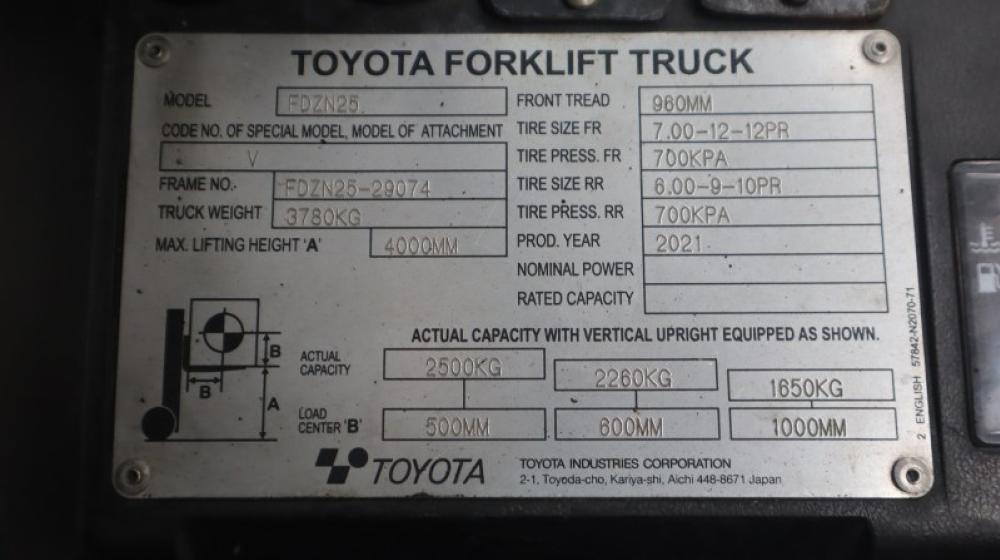 TOYOTA FORKLIFT TRUCK
MODEL FDZN25
CODE NO. OF SPECIAL MODEL, MODEL OF ATTACHMENT
V
FRAME NO. FDZN25-29074
TRUCK WEIGHT 3780KG
MAX. LIFTING HEIGHT 'A' 4000MM
FRONT TREAD 960MM
TIRE SIZE FR 7.00-12-12PR
TIRE PRESS. FR 700KPA
TIRE SIZE RR 6.00-9-10PR
TIRE PRESS. RR 700KPA
PROD. YEAR 2021
NOMINAL POWER
RATED CAPACITY
ACTUAL CAPACITY WITH VERTICAL UPRIGHT EQUIPPED AS SHOWN.
B
B
A
ACTUAL CAPACITY 2500KG 2260KG 1650KG
LOAD CENTER 'B' 500MM 600MM 1000MM
TOYOTA
TOYOTA INDUSTRIES CORPORATION
2-1, Toyoda-cho, Kariya-shi, Aichi 448-8671 Japan
2 ENGLISH 57842-N2070-71